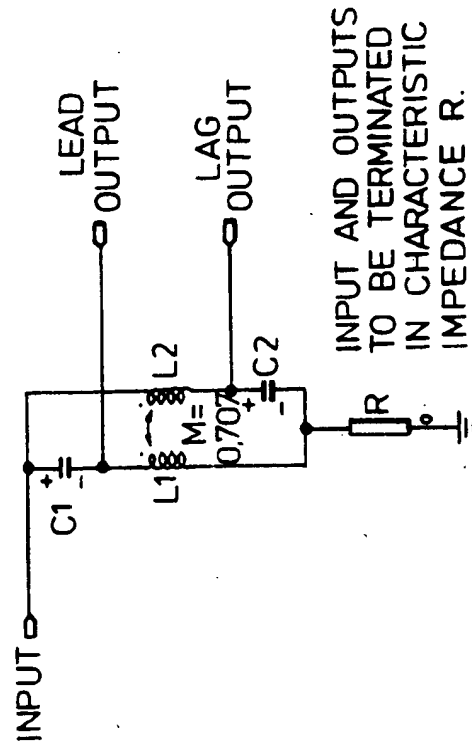 INPUT
+
C1
-
LEAD
OUTPUT
L1
M=
0,707
L2
LAG
OUTPUT
+
-
C2
R
INPUT AND OUTPUTS
TO BE TERMINATED
IN CHARACTERISTIC
IMPEDANCE R.